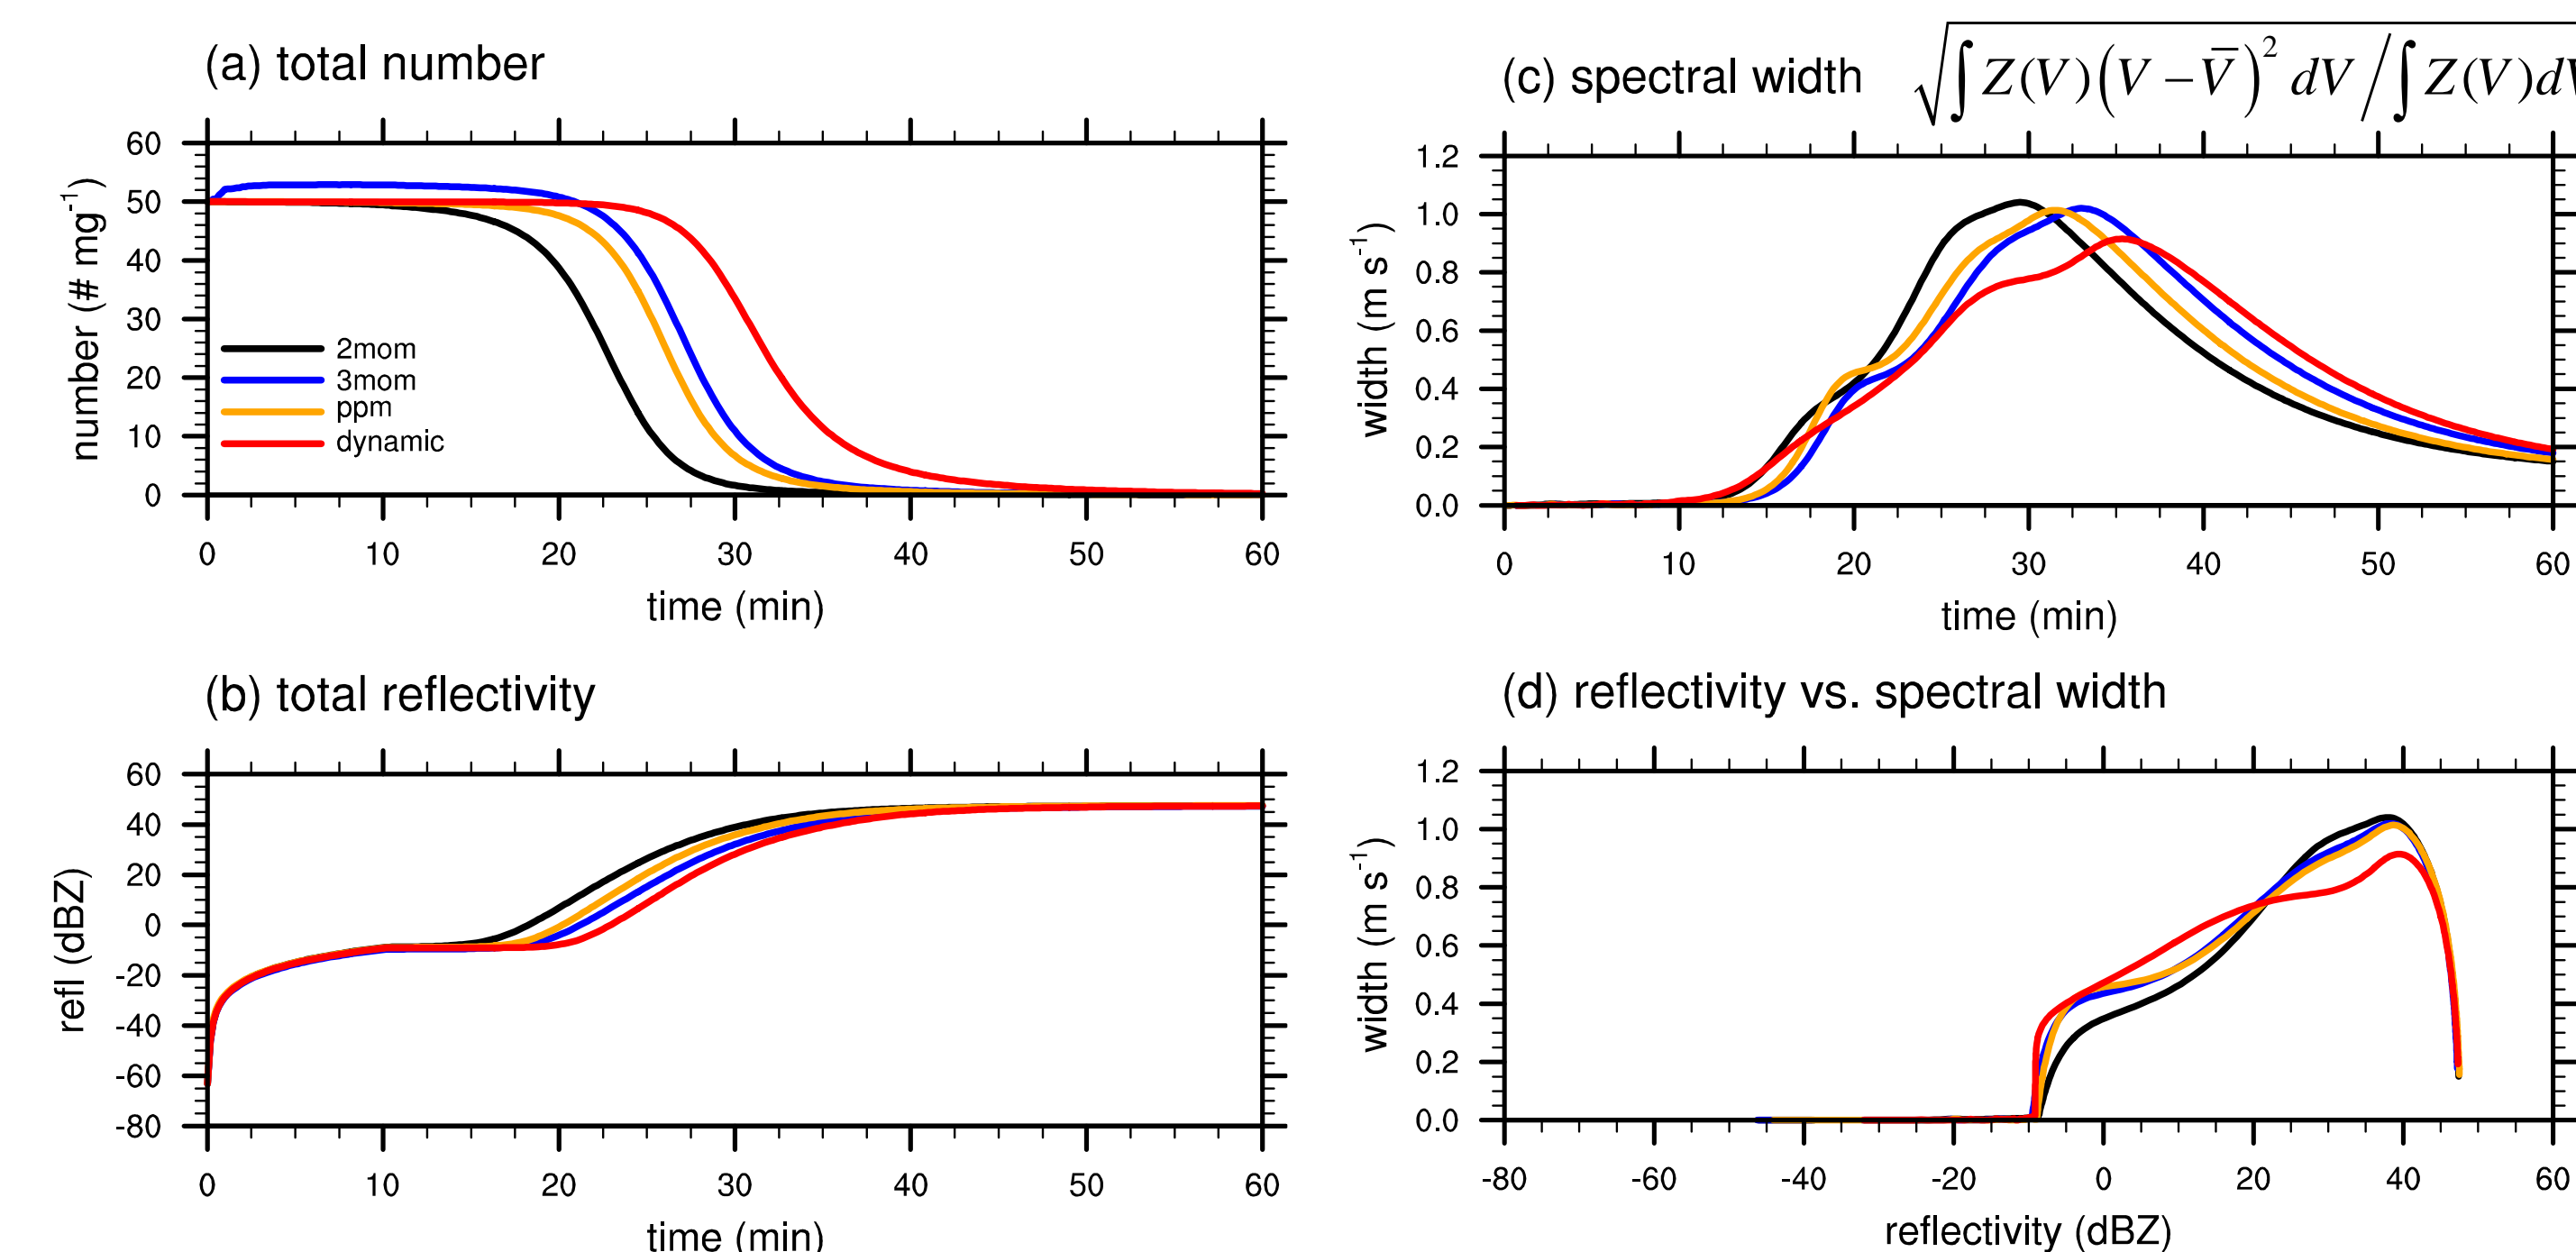 (a) total number
60
50
40
30
20
10
0
number (# mg⁻¹)
2mom
3mom
ppm
dynamic
0 10 20 30 40 50 60
time (min)
(c) spectral width √∫Z(V)(V − V̅)² dV / ∫Z(V)dV
1.2
1.0
0.8
0.6
0.4
0.2
0.0
width (m s⁻¹)
0 10 20 30 40 50 60
time (min)
(b) total reflectivity
60
40
20
0
-20
-40
-60
-80
refl (dBZ)
0 10 20 30 40 50 60
time (min)
(d) reflectivity vs. spectral width
1.2
1.0
0.8
0.6
0.4
0.2
0.0
width (m s⁻¹)
-80 -60 -40 -20 0 20 40 60
reflectivity (dBZ)